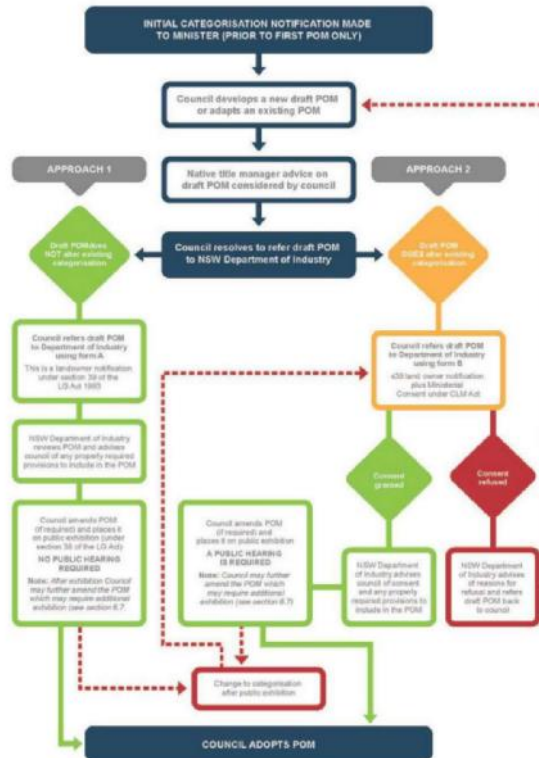 INITIAL CATEGORISATION NOTIFICATION MADE
TO MINISTER (PRIOR TO FIRST POM ONLY)
Council develops a new draft POM
or adapts an existing POM
APPROACH 1
Native title manager advice on
draft POM considered by council
APPROACH 2
Draft POM does
NOT alter existing
categorisation
Council resolves to refer draft POM
to NSW Department of Industry
Draft POM
DOES alter existing
categorisation
Council refers draft POM
to Department of Industry
using form A
This is a landowner notification
under section 39 of the
LG Act 1993
Council refers draft POM
to Department of Industry
using form B
s39 land owner notification
plus Ministerial
Consent under CLM Act
NSW Department of Industry
reviews POM and advises
council of any properly required
provisions to include in the POM
Consent
granted
Consent
refused
Council amends POM
(if required) and places it
on public exhibition (under
section 38 of the LG Act)
NO PUBLIC HEARING
REQUIRED
Note: After exhibition Council
may further amend the POM
which may require additional
exhibition (see section 6.7
Council amends POM
(if required) and
places it on public exhibition
A PUBLIC HEARING
IS REQUIRED
Note: Council may further
amend the POM which may
require additional
exhibition (see section 6.7)
NSW Department
of Industry advises
council of consent
and any properly
required provisions to
include in the POM
NSW Department
of Industry advises
of reasons for
refusal and refers
draft POM back
to council
Change to categorisation
after public exhibition
COUNCIL ADOPTS POM